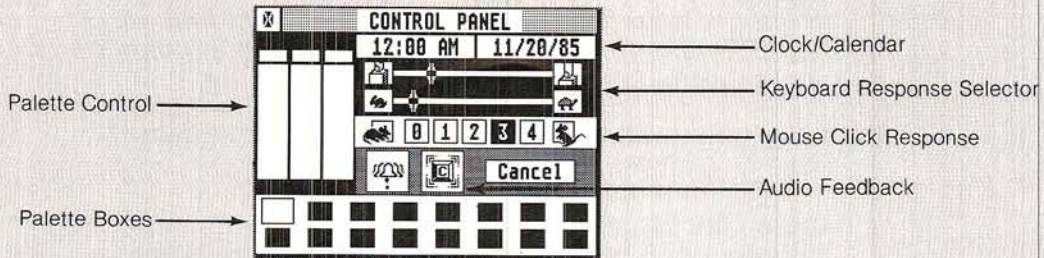 CONTROL PANEL
12:00 AM 11/20/85
Clock/Calendar
Keyboard Response Selector
Palette Control
0 1 2 3 4
Mouse Click Response
C
Cancel
Audio Feedback
Palette Boxes